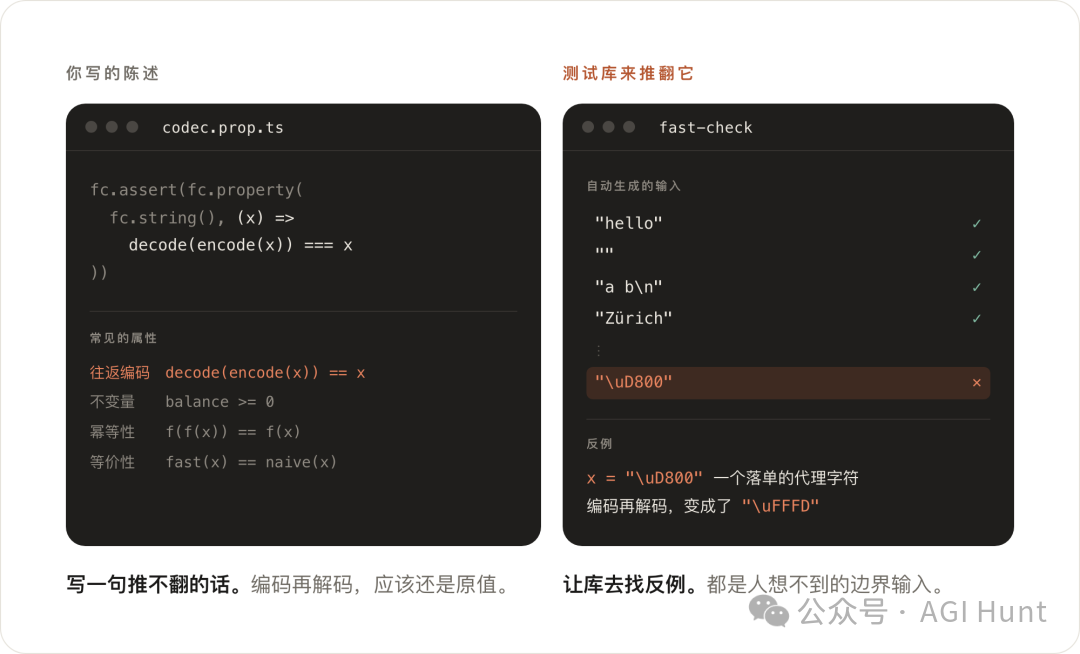 你写的陈述
codec.prop.ts
fc.assert(fc.property(
fc.string(), (x) =>
decode(encode(x)) === x
))
常见的属性
往返编码 decode(encode(x)) == x
不变量 balance >= 0
幂等性 f(f(x)) == f(x)
等价性 fast(x) == naive(x)
写一句推不翻的话。编码再解码，应该还是原值。
测试库来推翻它
fast-check
自动生成的输入
"hello" ✓
"" ✓
"a b\n" ✓
"Zürich" ✓
⋮
"\uD800" ×
反例
x = "\uD800" 一个落单的代理字符
编码再解码，变成了 "\uFFFD"
让库去找反例。都是人想不到的边界输入。
公众号 · AGI Hunt